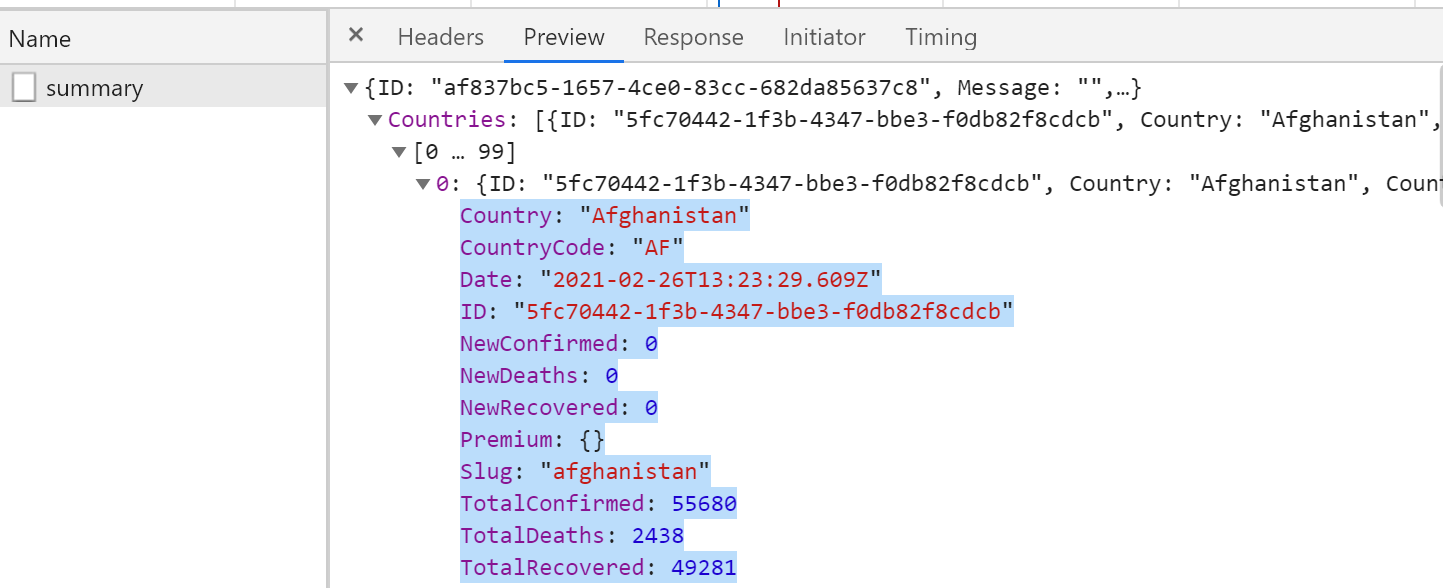 Name
× Headers Preview Response Initiator Timing
summary
▼{ID: "af837bc5-1657-4ce0-83cc-682da85637c8", Message: "",…}
▼Countries: [{ID: "5fc70442-1f3b-4347-bbe3-f0db82f8cdcb", Country: "Afghanistan",
▼[0 … 99]
▼0: {ID: "5fc70442-1f3b-4347-bbe3-f0db82f8cdcb", Country: "Afghanistan", Count
Country: "Afghanistan"
CountryCode: "AF"
Date: "2021-02-26T13:23:29.609Z"
ID: "5fc70442-1f3b-4347-bbe3-f0db82f8cdcb"
NewConfirmed: 0
NewDeaths: 0
NewRecovered: 0
Premium: {}
Slug: "afghanistan"
TotalConfirmed: 55680
TotalDeaths: 2438
TotalRecovered: 49281